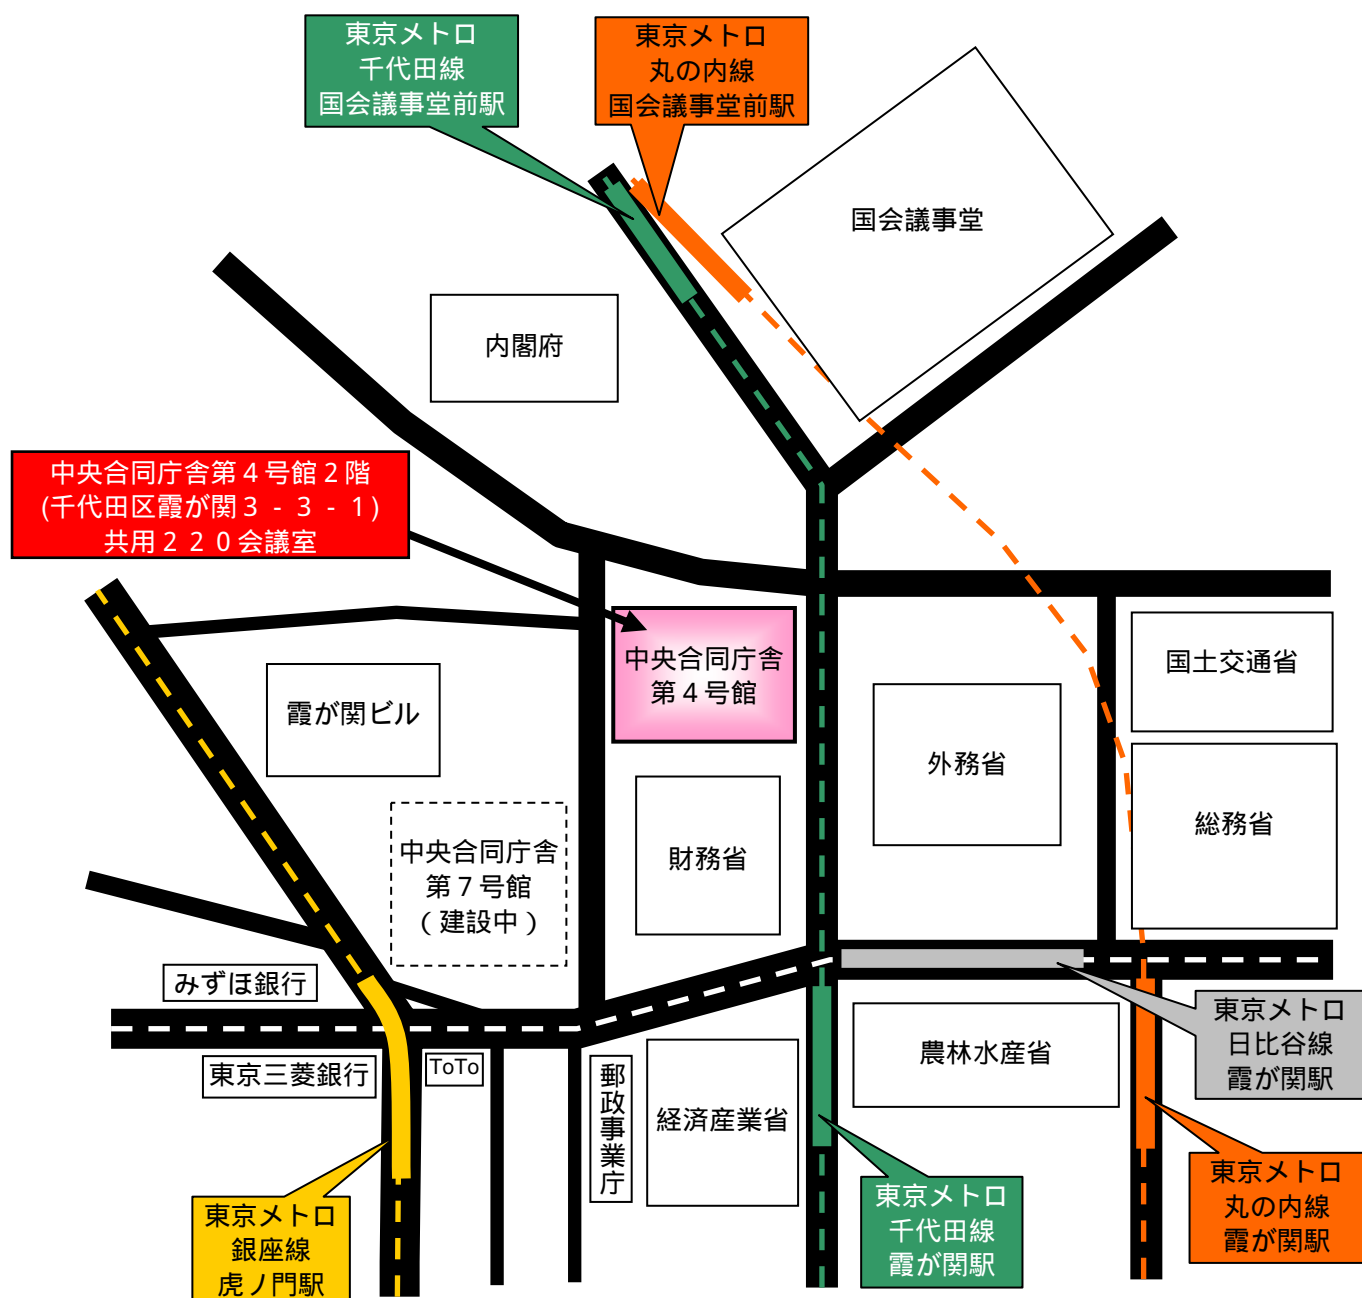 東京メトロ
千代田線
国会議事堂前駅
東京メトロ
丸の内線
国会議事堂前駅
国会議事堂
内閣府
中央合同庁舎第４号館２階
(千代田区霞が関３－３－１)
共用２２０会議室
中央合同庁舎
第４号館
国土交通省
霞が関ビル
外務省
総務省
中央合同庁舎
第７号館
（建設中）
財務省
みずほ銀行
東京三菱銀行
ToTo
郵政事業庁
経済産業省
農林水産省
東京メトロ
日比谷線
霞が関駅
東京メトロ
丸の内線
霞が関駅
東京メトロ
千代田線
霞が関駅
東京メトロ
銀座線
虎ノ門駅